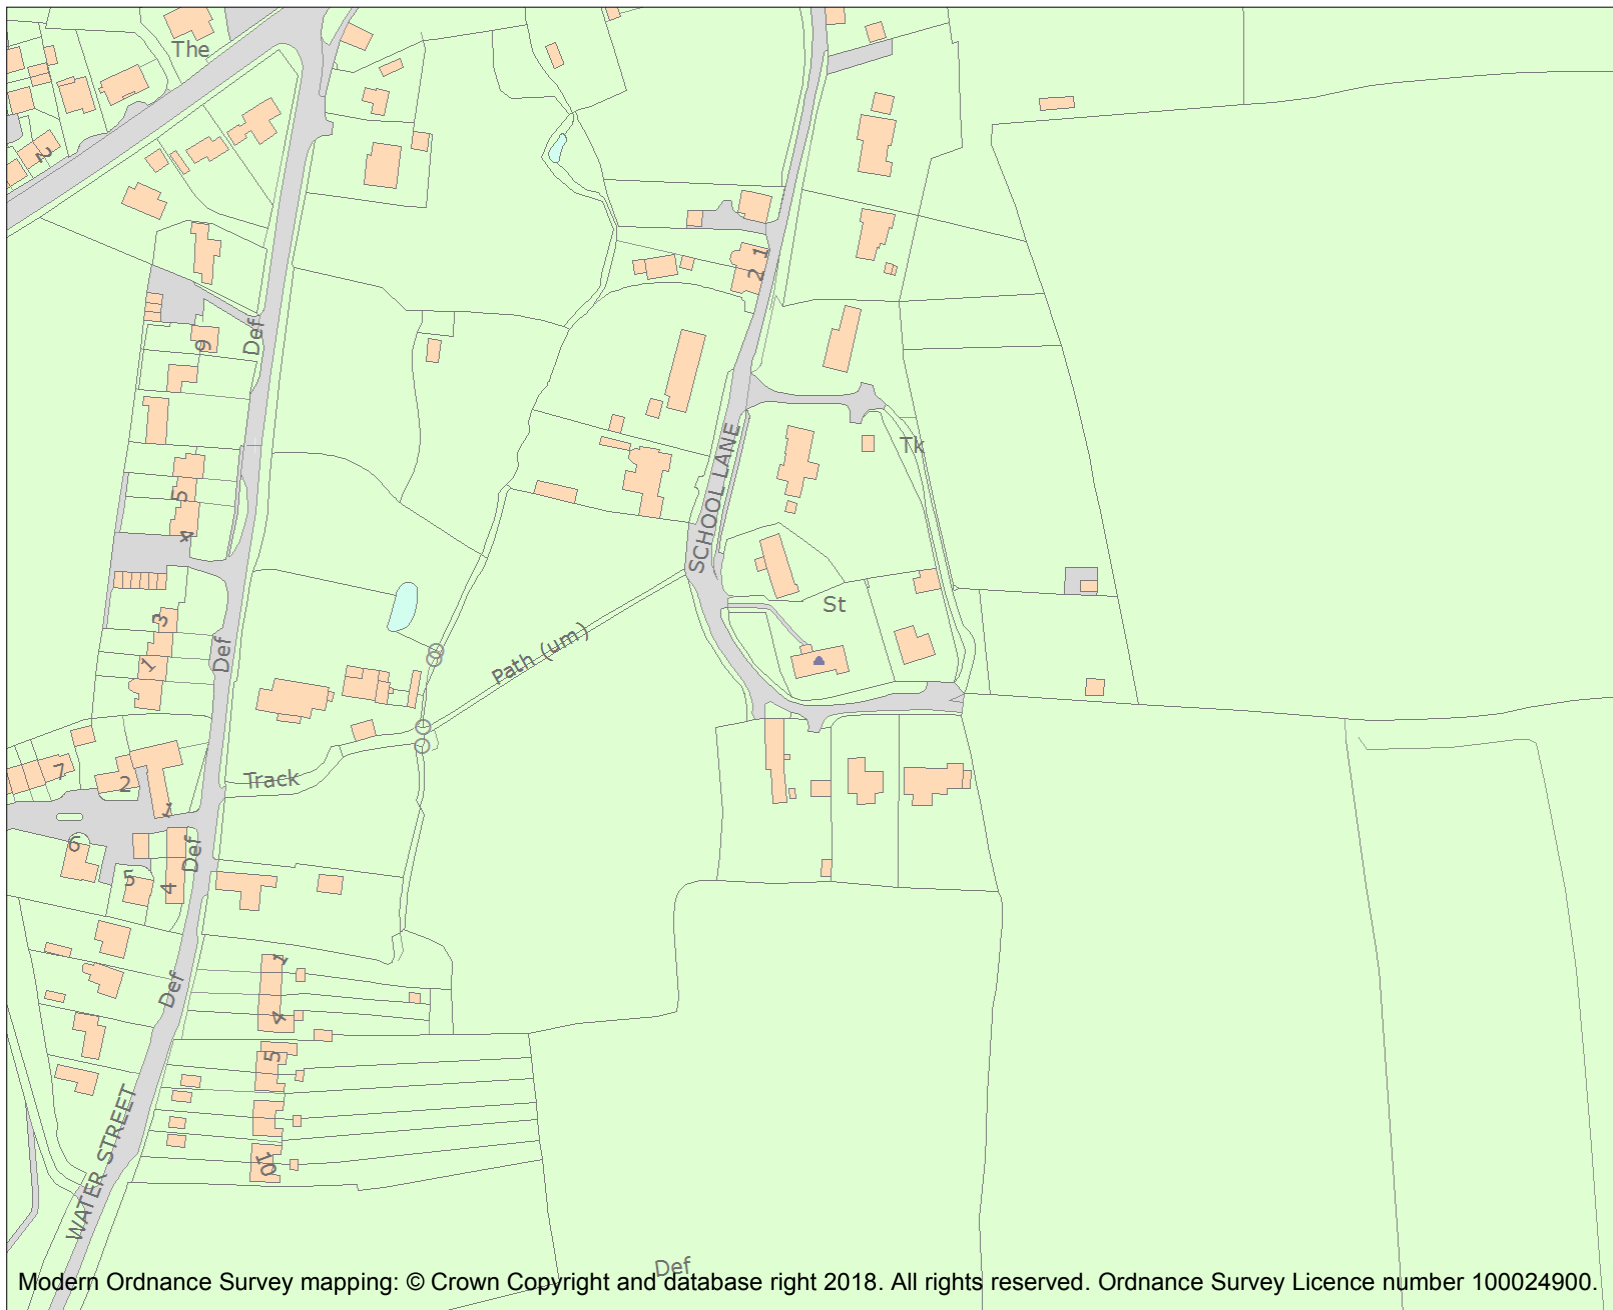 The
2
1
2
Def
9
SCHOOL LANE
Tk
5
4
St
3
Def
1
Path (um)
Track
7
2
1
6
Def
5
4
1
Def
4
5
WATER STREET
10
Def
Modern Ordnance Survey mapping: © Crown Copyright and database right 2018. All rights reserved. Ordnance Survey Licence number 100024900.